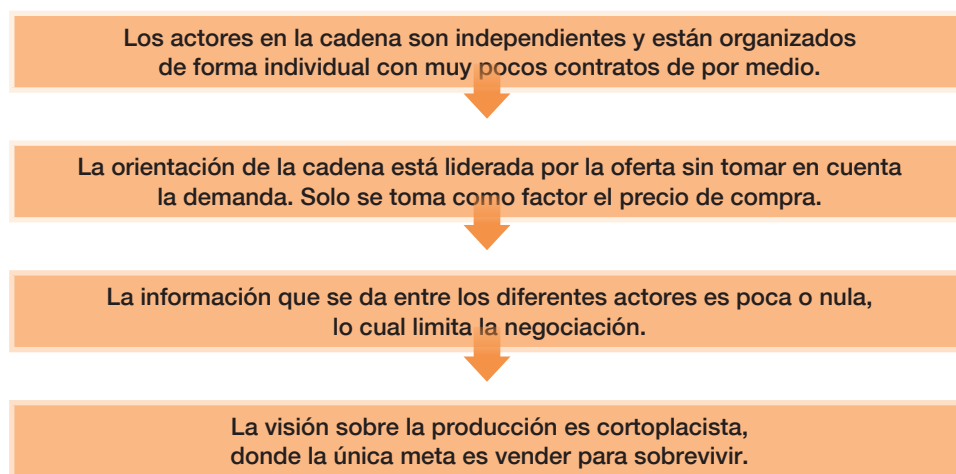 Los actores en la cadena son independientes y están organizados
de forma individual con muy pocos contratos de por medio.
La orientación de la cadena está liderada por la oferta sin tomar en cuenta
la demanda. Solo se toma como factor el precio de compra.
La información que se da entre los diferentes actores es poca o nula,
lo cual limita la negociación.
La visión sobre la producción es cortoplacista,
donde la única meta es vender para sobrevivir.